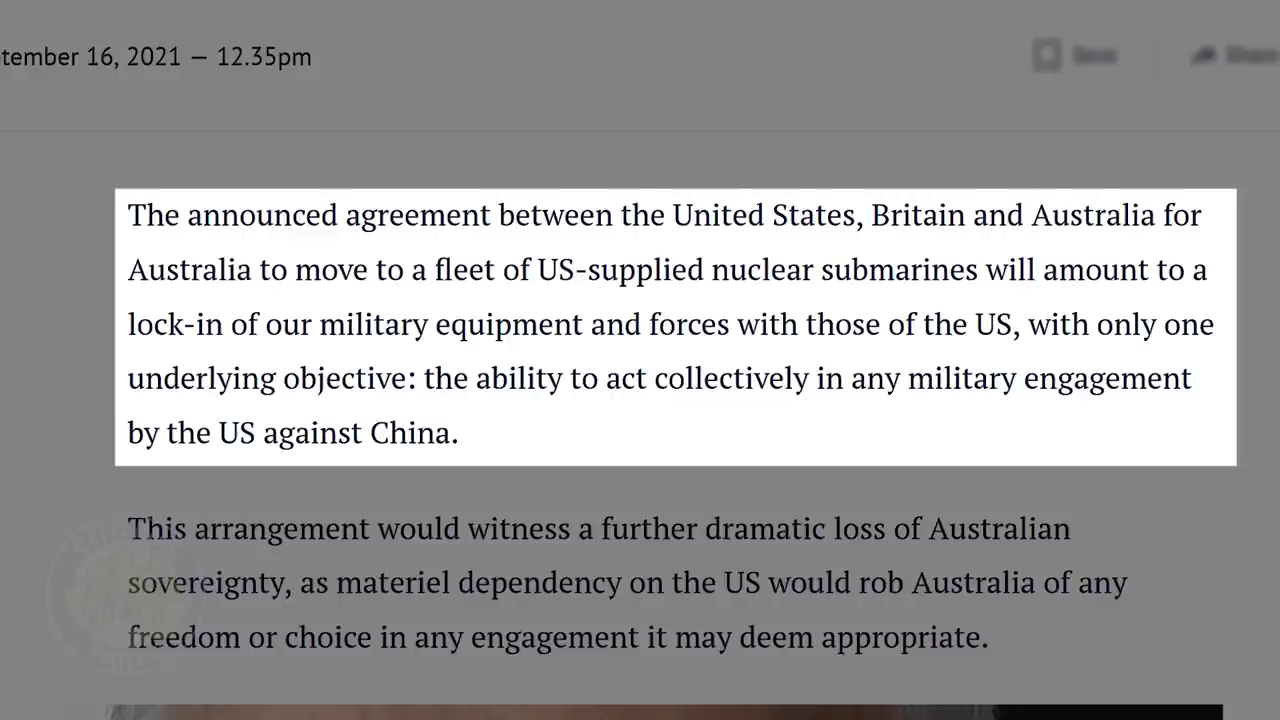 tember 16, 2021 — 12.35pm
Save
Share
The announced agreement between the United States, Britain and Australia for
Australia to move to a fleet of US-supplied nuclear submarines will amount to a
lock-in of our military equipment and forces with those of the US, with only one
underlying objective: the ability to act collectively in any military engagement
by the US against China.
This arrangement would witness a further dramatic loss of Australian
sovereignty, as materiel dependency on the US would rob Australia of any
freedom or choice in any engagement it may deem appropriate.